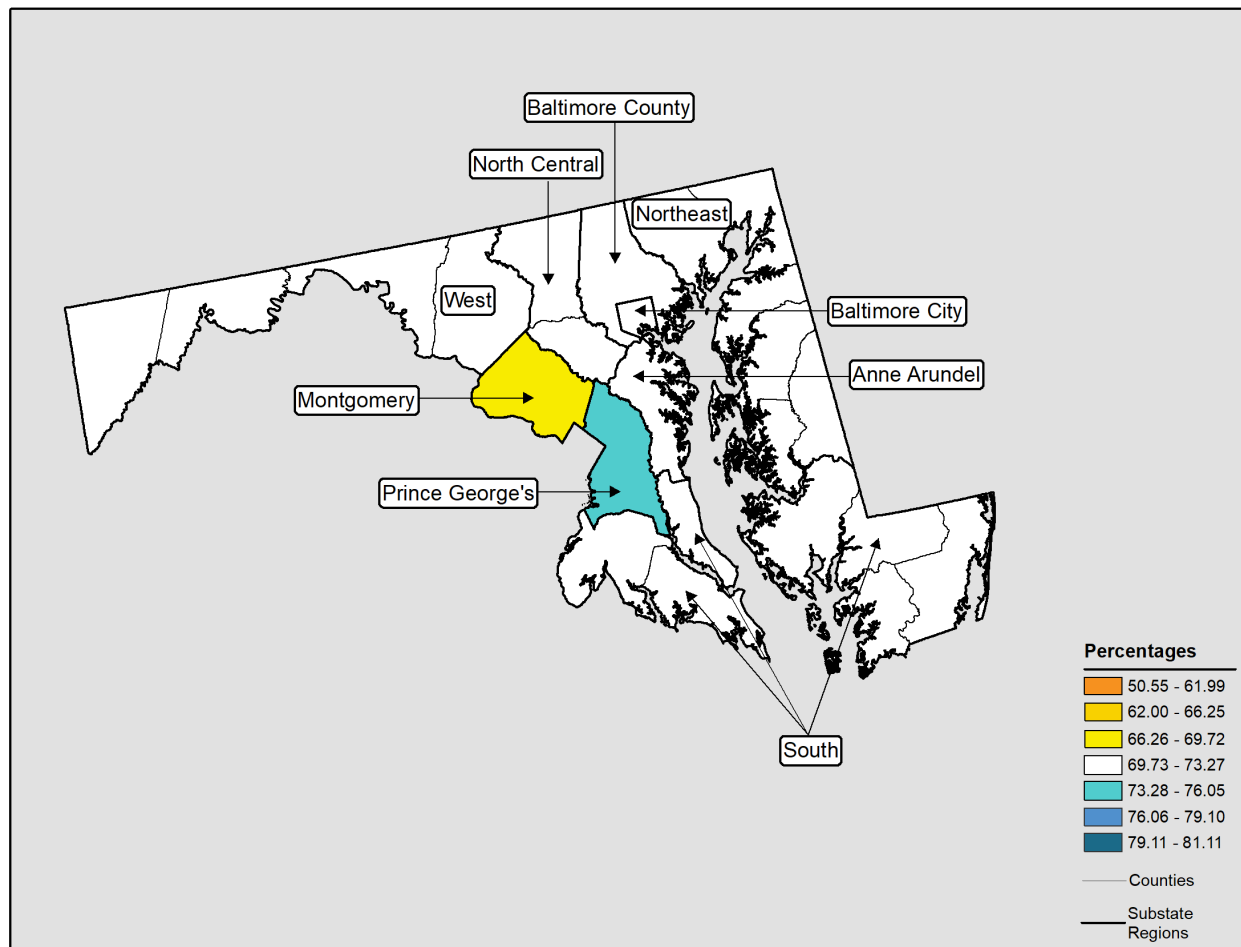 Baltimore County
North Central
Northeast
West
Baltimore City
Anne Arundel
Montgomery
Prince George's
South
Percentages
50.55 - 61.99
62.00 - 66.25
66.26 - 69.72
69.73 - 73.27
73.28 - 76.05
76.06 - 79.10
79.11 - 81.11
Counties
Substate
Regions